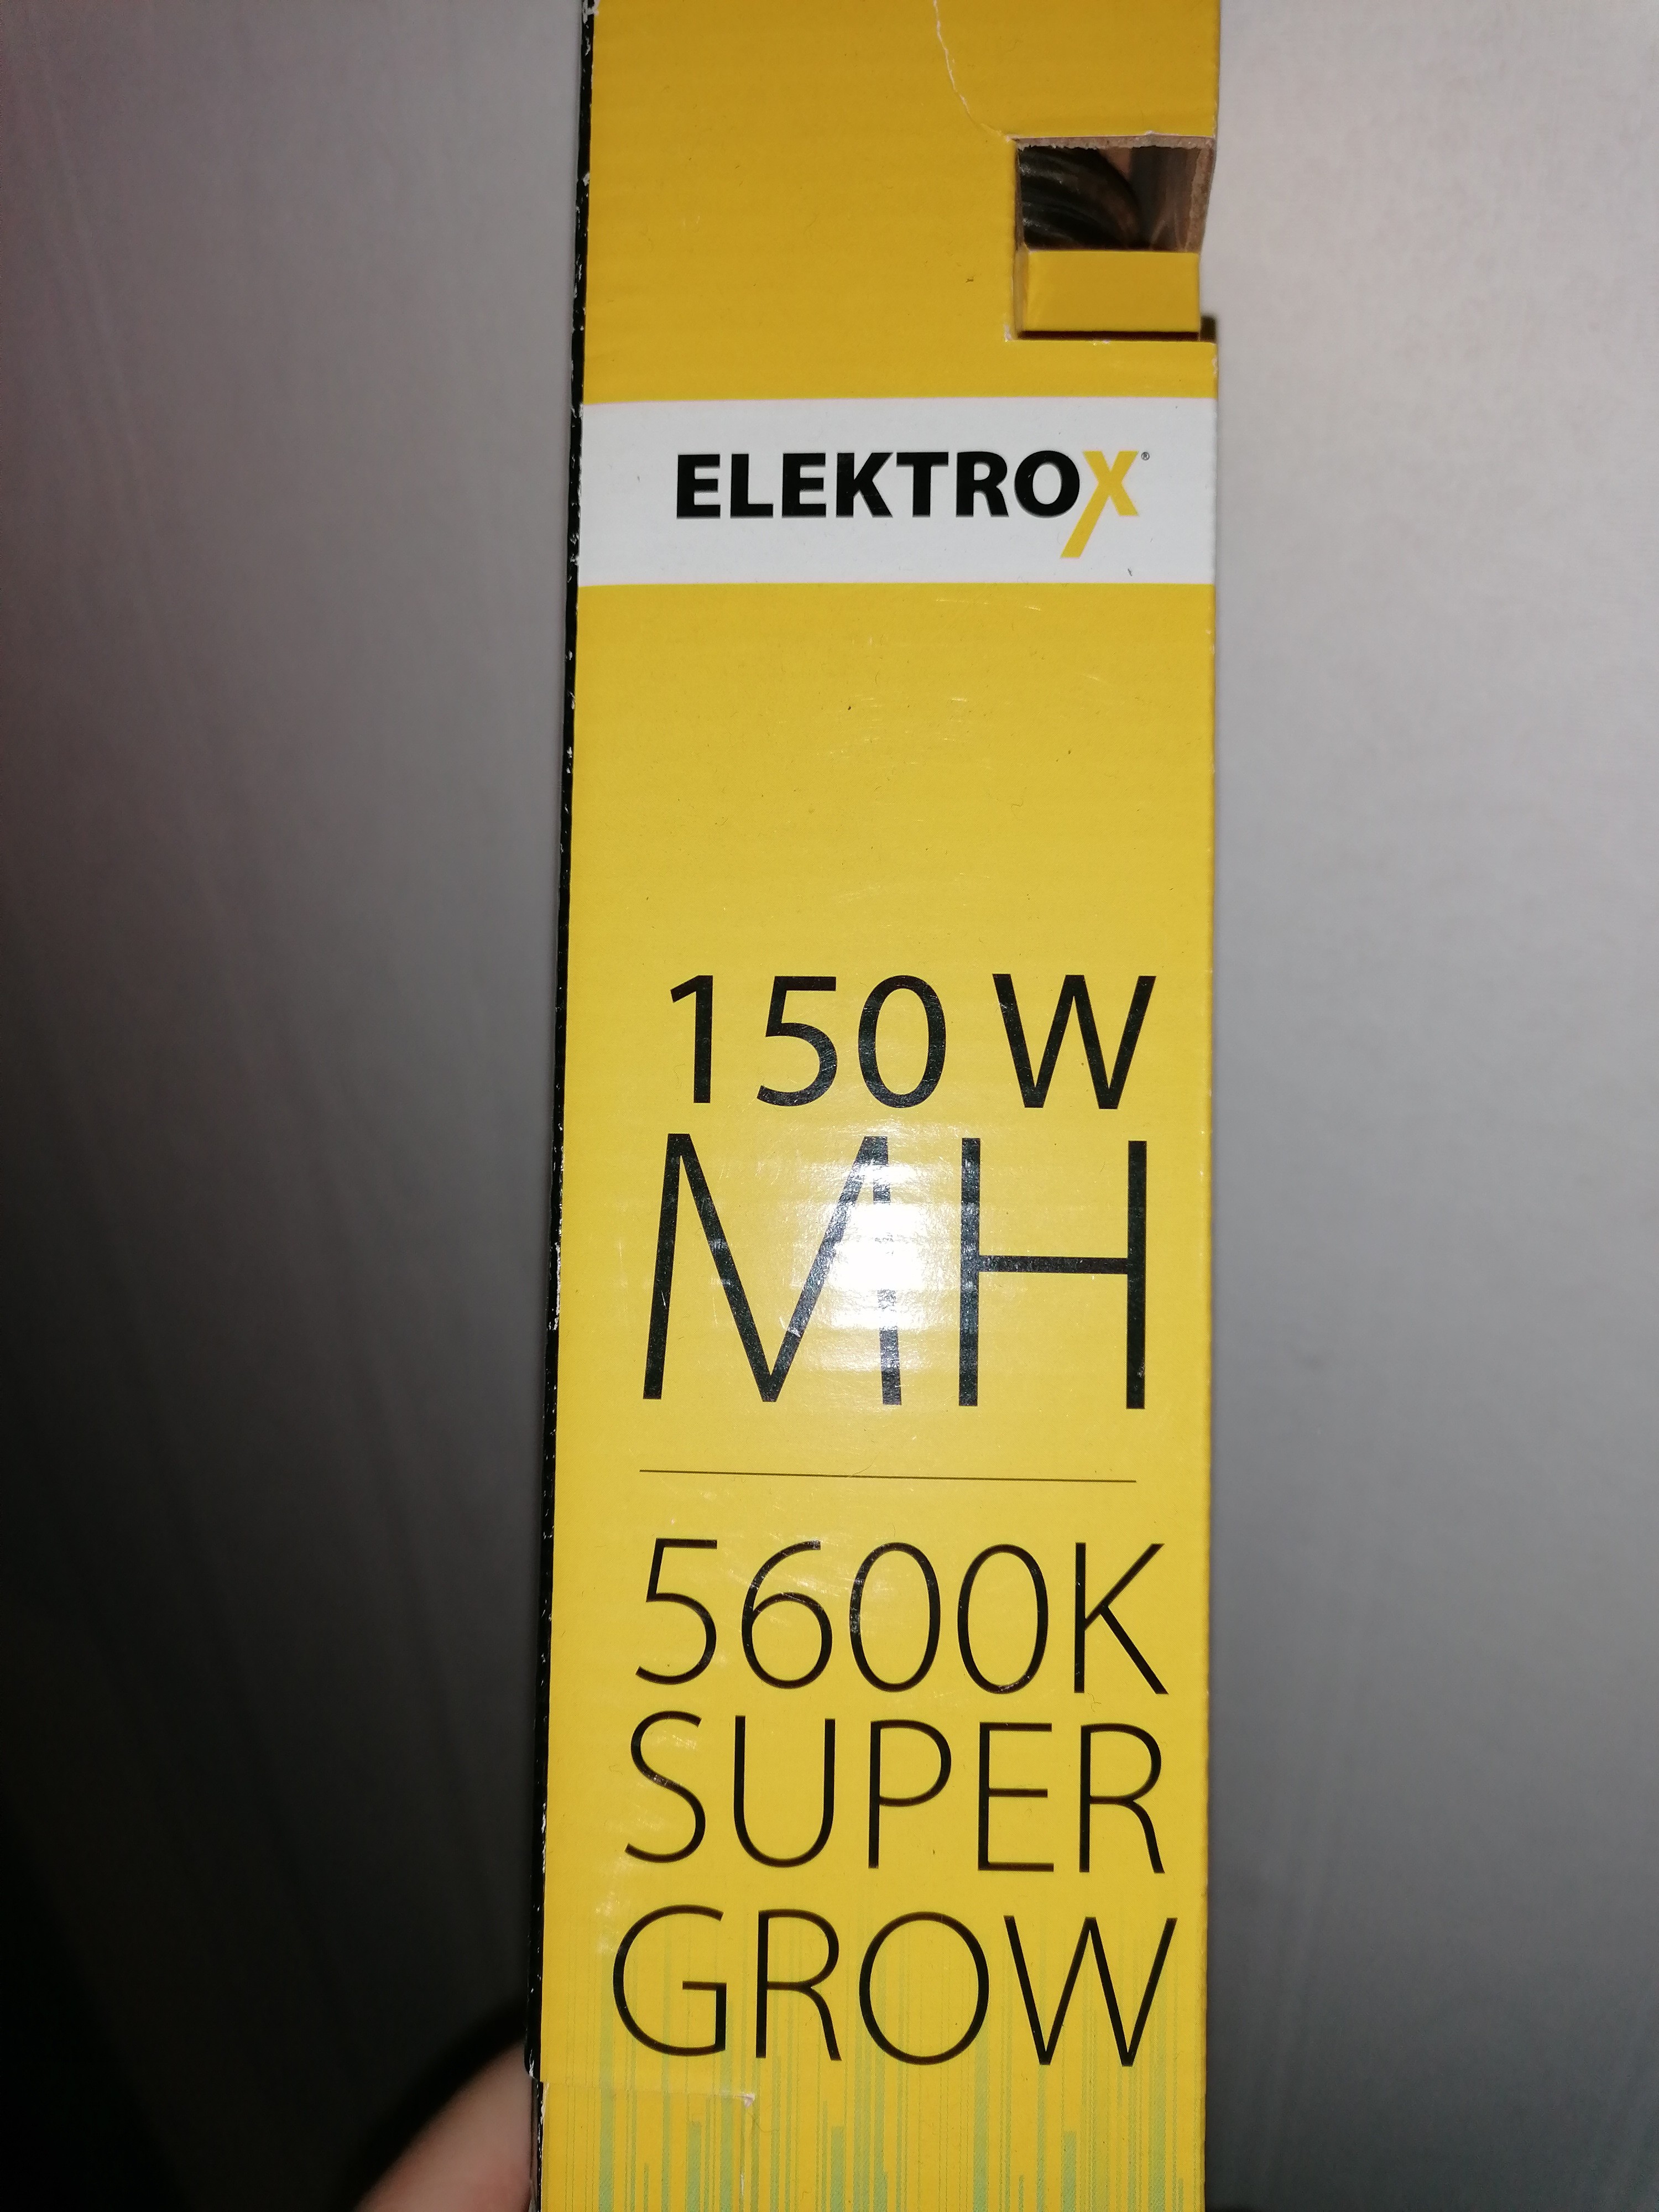 ELEKTROX®
150 W
MH
5600K
SUPER
GROW